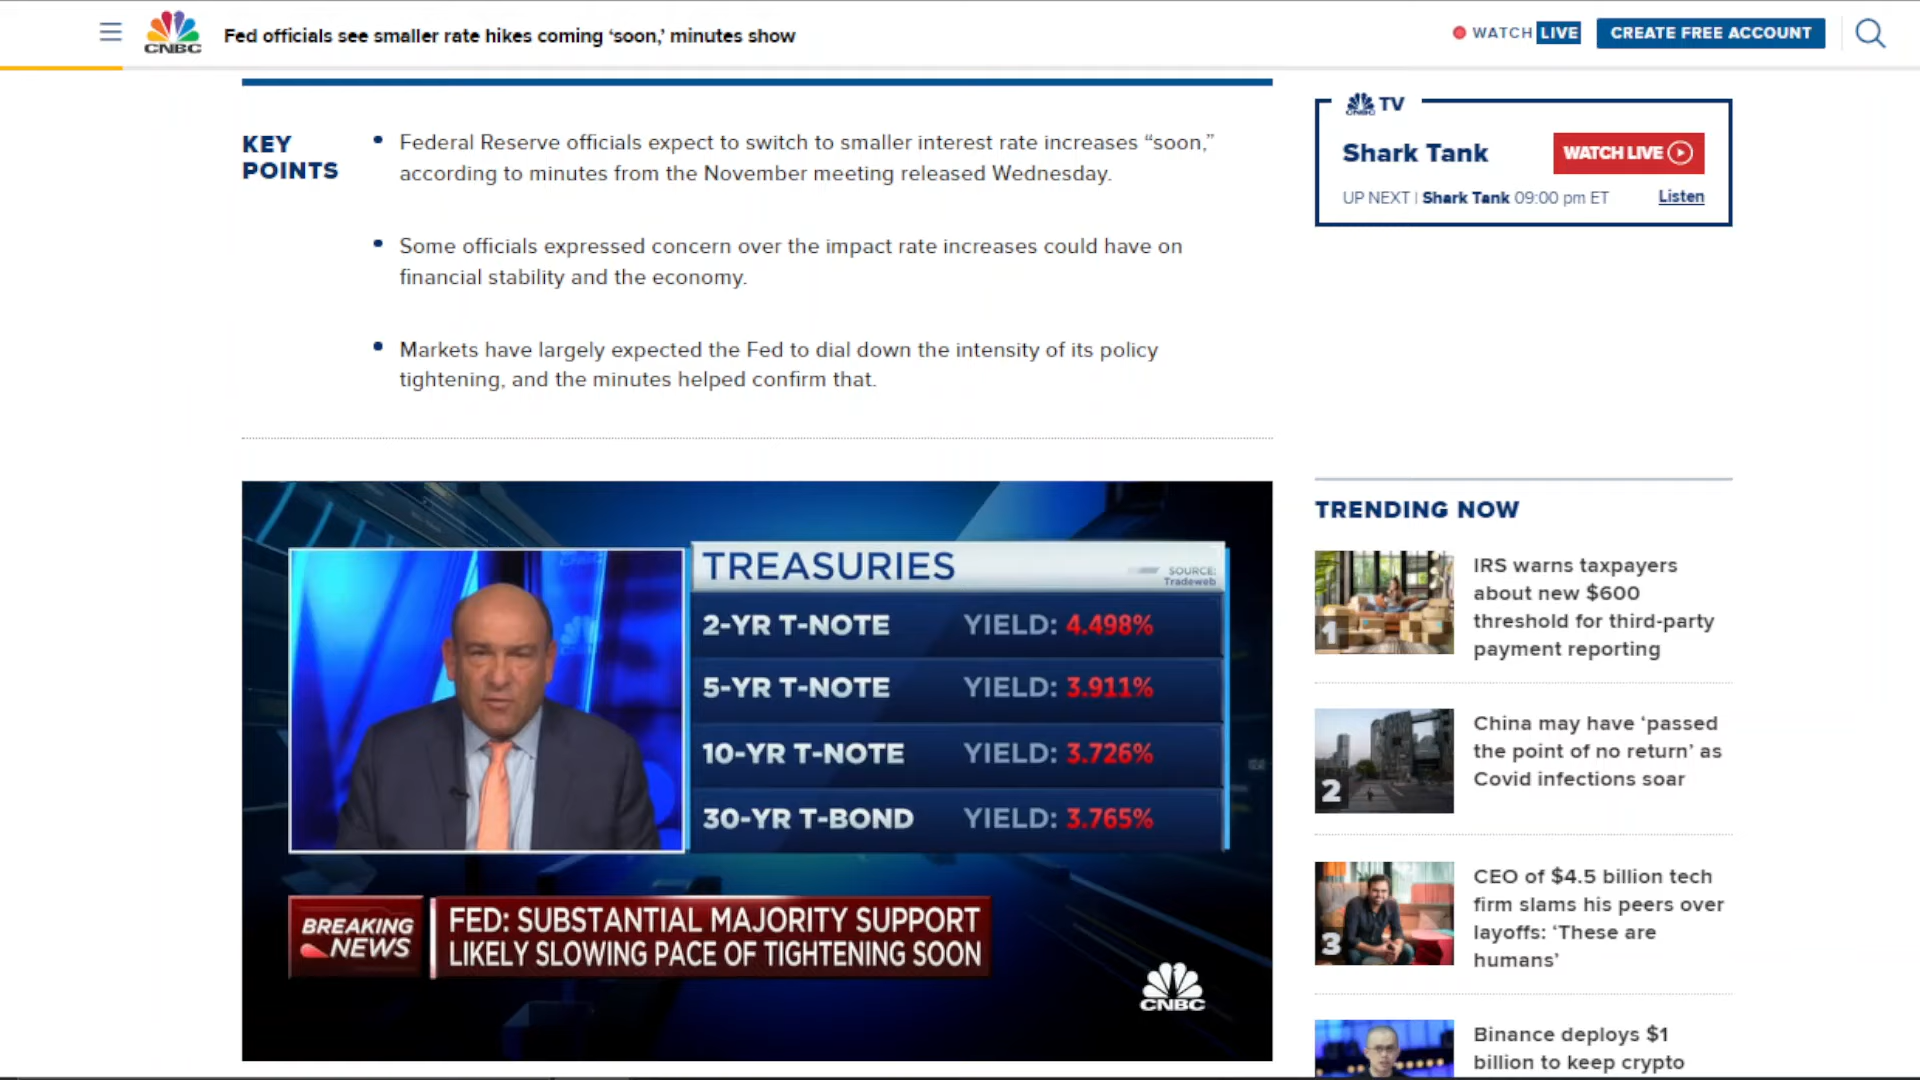 CNBC
Fed officials see smaller rate hikes coming ‘soon,’ minutes show
WATCH LIVE
CREATE FREE ACCOUNT
KEY
POINTS
Federal Reserve officials expect to switch to smaller interest rate increases “soon,”
according to minutes from the November meeting released Wednesday.
Some officials expressed concern over the impact rate increases could have on
financial stability and the economy.
Markets have largely expected the Fed to dial down the intensity of its policy
tightening, and the minutes helped confirm that.
CNBC TV
Shark Tank
WATCH LIVE
UP NEXT | Shark Tank 09:00 pm ET
Listen
TREASURIES
SOURCE:
Tradeweb
2-YR T-NOTE YIELD: 4.498%
5-YR T-NOTE YIELD: 3.911%
10-YR T-NOTE YIELD: 3.726%
30-YR T-BOND YIELD: 3.765%
BREAKING
NEWS
FED: SUBSTANTIAL MAJORITY SUPPORT
LIKELY SLOWING PACE OF TIGHTENING SOON
CNBC
TRENDING NOW
1
IRS warns taxpayers
about new $600
threshold for third-party
payment reporting
2
China may have ‘passed
the point of no return’ as
Covid infections soar
3
CEO of $4.5 billion tech
firm slams his peers over
layoffs: ‘These are
humans’
Binance deploys $1
billion to keep crypto